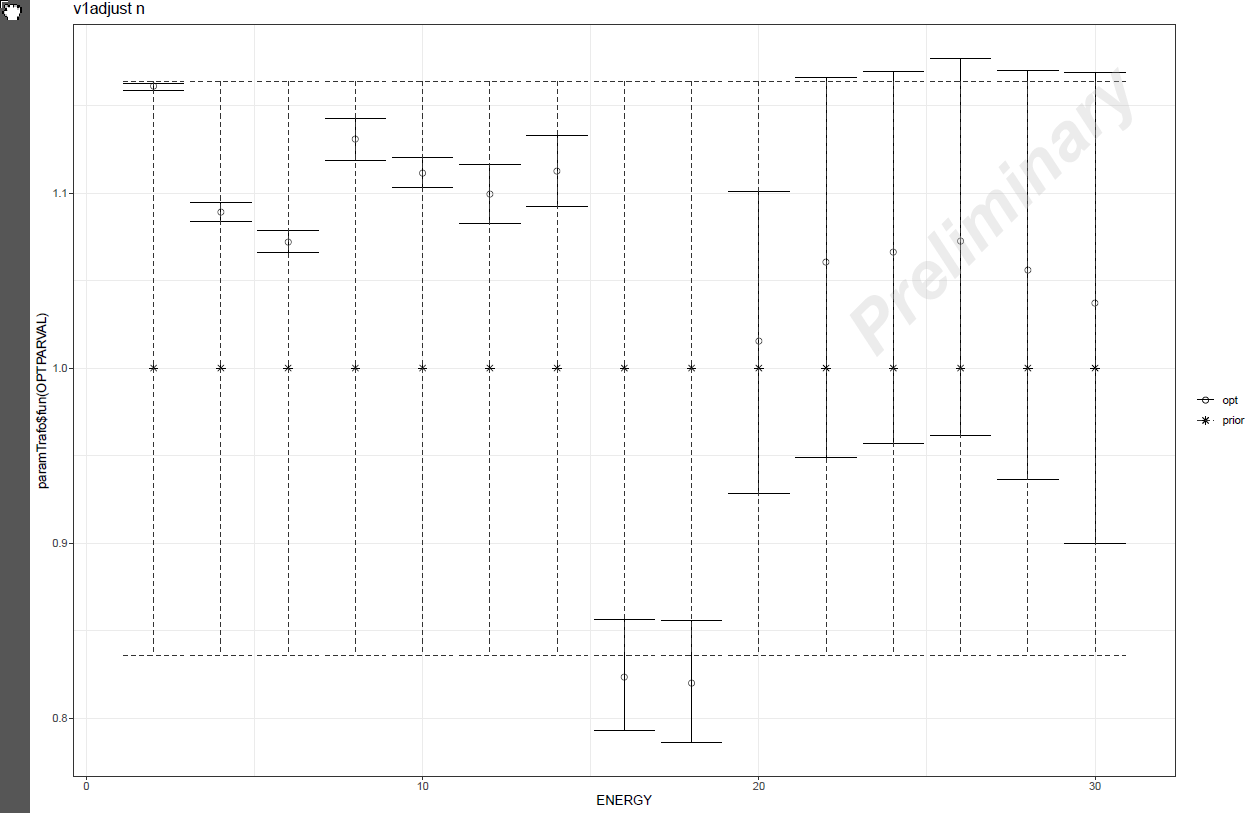 v1adjust n
Preliminary
paramTrafo$fun(OPTPARVAL)
1.1
1.0
0.9
0.8
0
10
20
30
ENERGY
opt
prior